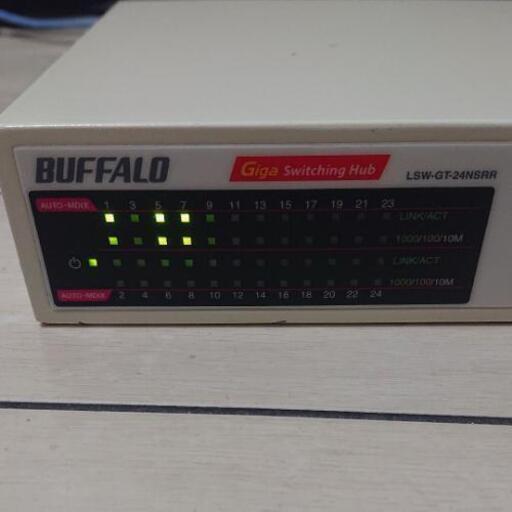 BUFFALO
Giga Switching Hub
LSW-GT-24NSRR
AUTO-MDIX 1 3 5 7 9 11 13 15 17 19 21 23
LINK/ACT
1000/100/10M
LINK/ACT
1000/100/10M
AUTO-MDIX 2 4 6 8 10 12 14 16 18 20 22 24